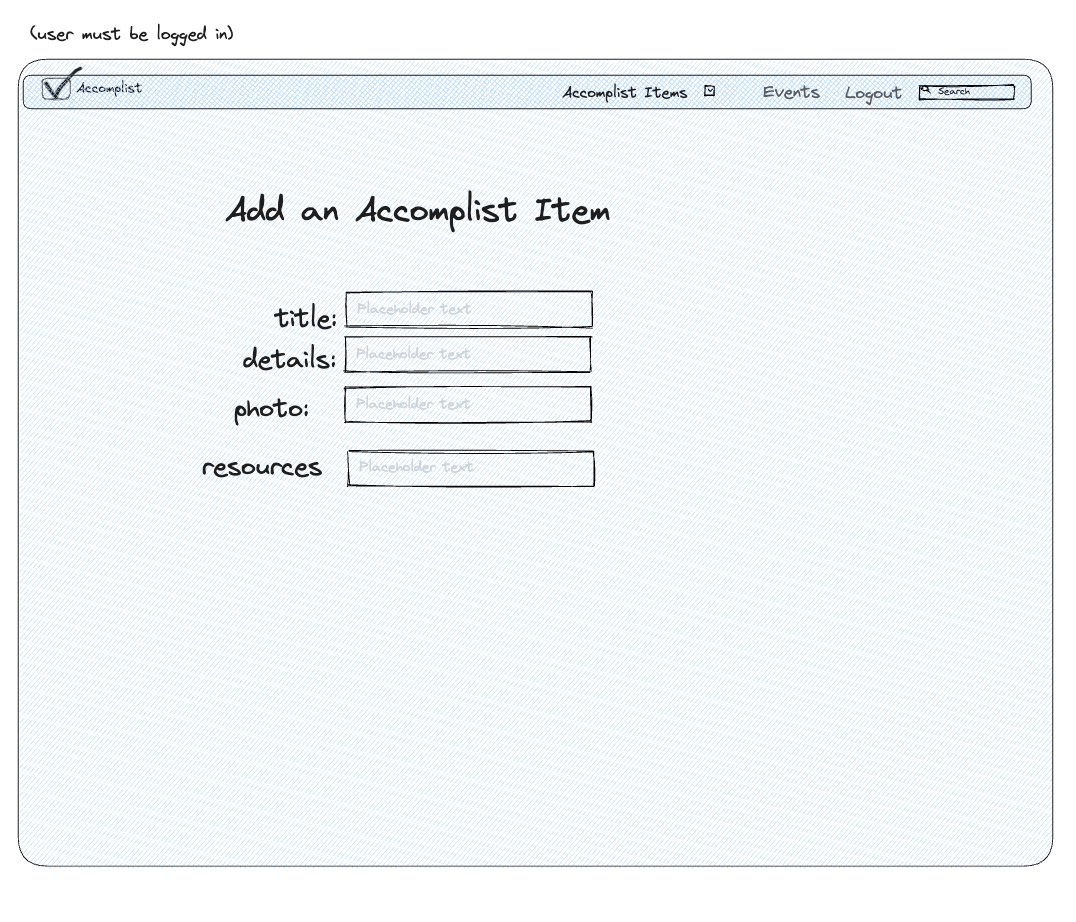 (user must be logged in)
Accomplist
Accomplist Items
Events
Logout
Search
Add an Accomplist Item
title: Placeholder text
details: Placeholder text
photo: Placeholder text
resources Placeholder text